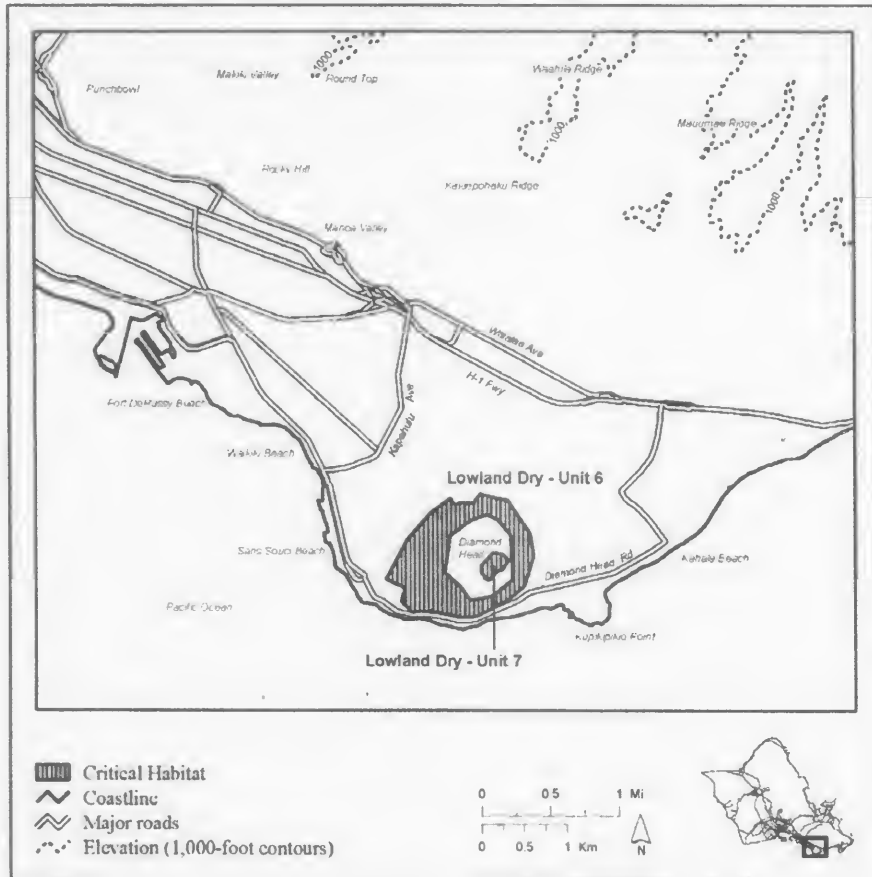 1000
Makiki Valley
Round Top
Waahila Ridge
Punchbowl
1000
Mauumae Ridge
Rocky Hill
Kalaepohaku Ridge
1000
Manoa Valley
Waialae Ave
H-1 Fwy
Fort DeRussy Beach
Kapahulu Ave
Waikiki Beach
Lowland Dry - Unit 6
Sans Souci Beach
Diamond
Head
Diamond Head Rd
Kahala Beach
Pacific Ocean
Kupikipikio Point
Lowland Dry - Unit 7
Critical Habitat
Coastline
Major roads
Elevation (1,000-foot contours)
0 0.5 1 Mi
0 0.5 1 Km
N